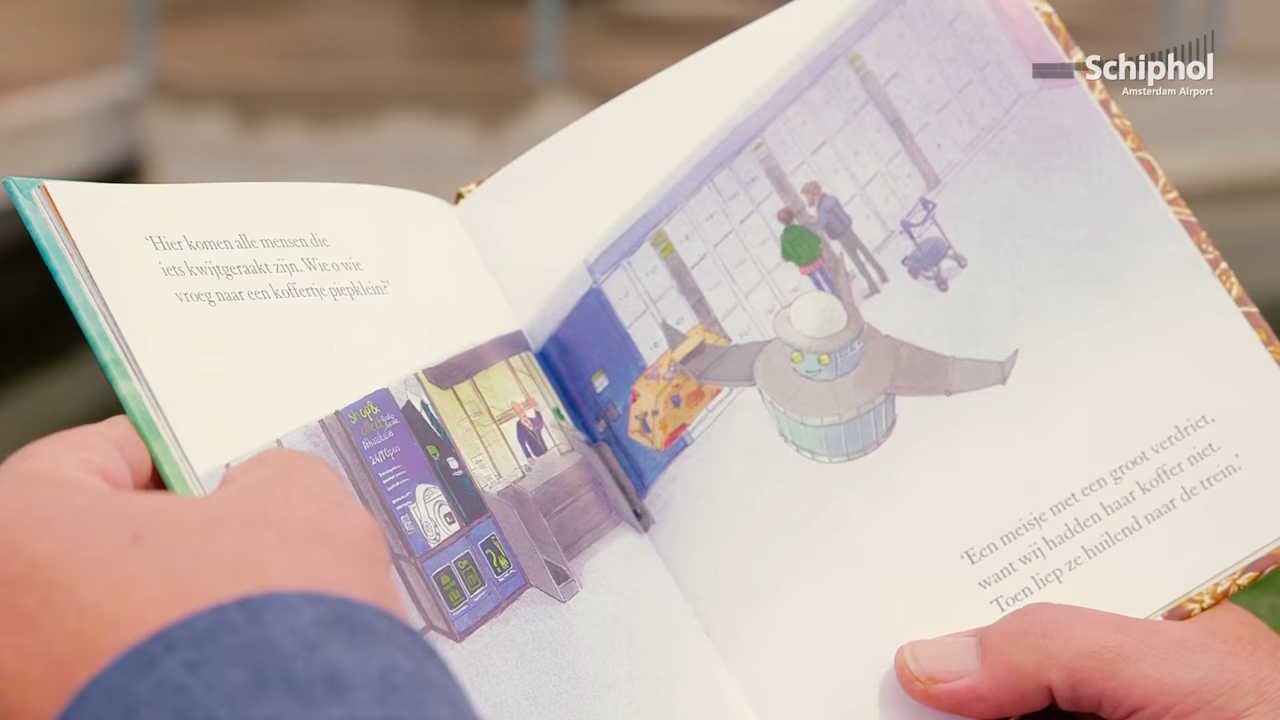 Schiphol
Amsterdam Airport
‘Hier komen alle mensen die
iets kwijtgeraakt zijn. Wie o wie
vroeg naar een koffertje piepklein?’
Shop&
24/7 Open
‘Een meisje met een groot verdriet,
want wij hadden haar koffer niet.
Toen liep ze huilend naar de trein.’